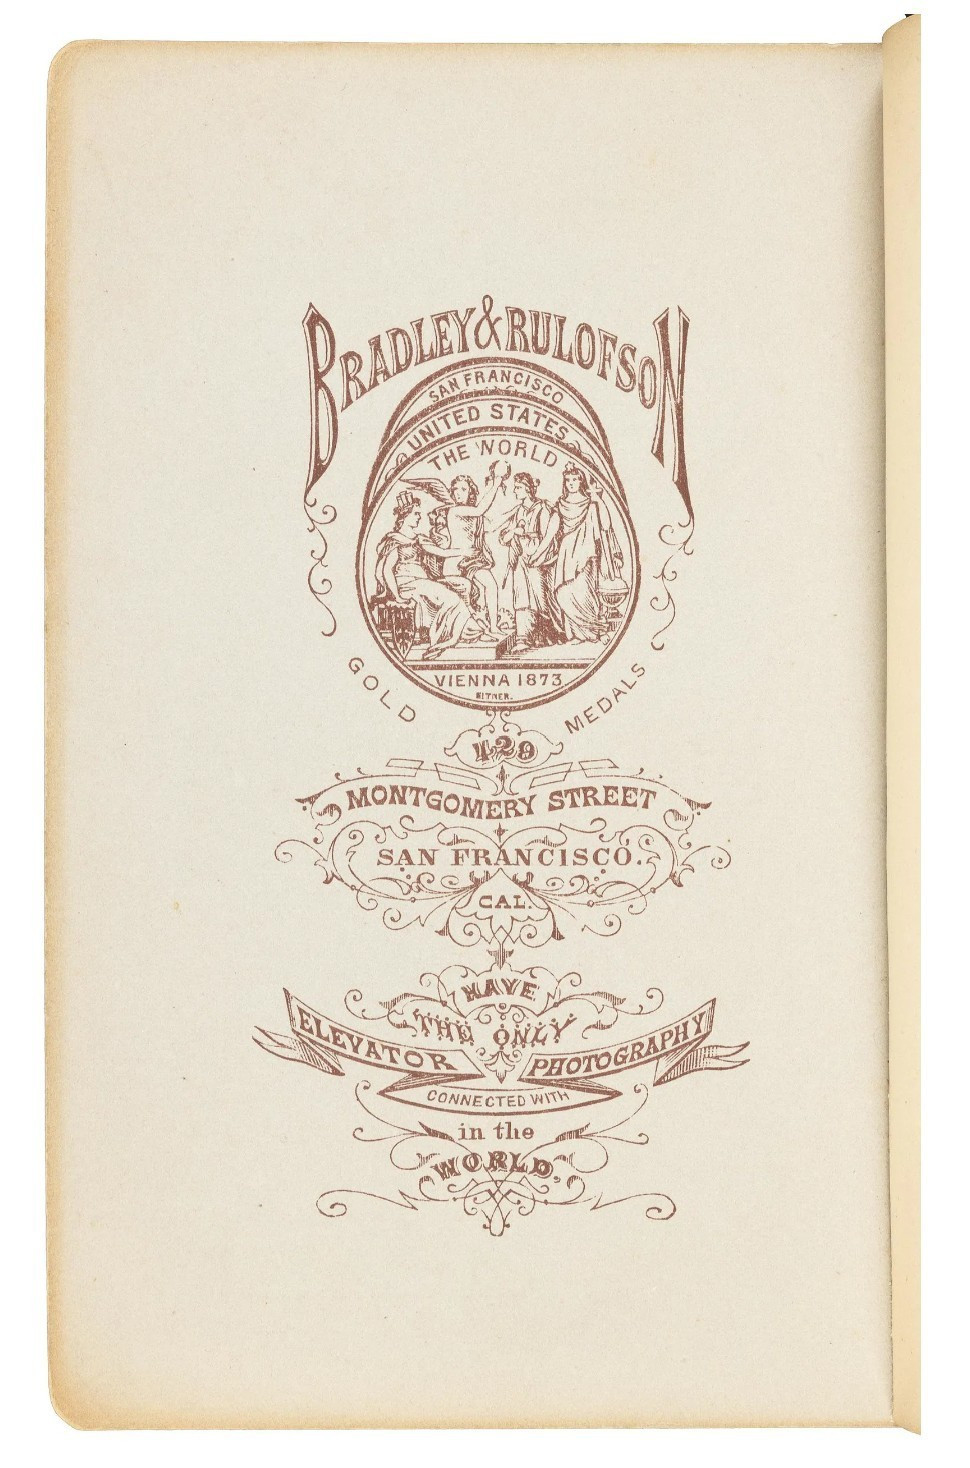 BRADLEY & RULOFSON
SAN FRANCISCO
UNITED STATES
THE WORLD
VIENNA 1873
GOLD MEDALS
429
MONTGOMERY STREET
SAN FRANCISCO.
CAL.
HAVE
THE ONLY
ELEVATOR PHOTOGRAPHY
CONNECTED WITH
in the
WORLD,